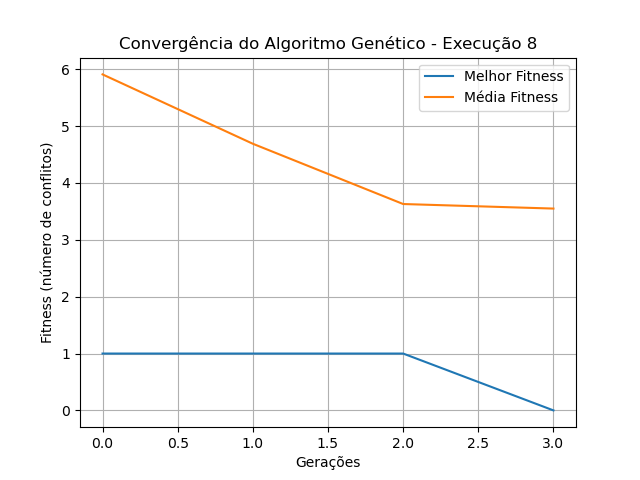 Convergência do Algoritmo Genético - Execução 8
Melhor Fitness
Média Fitness
Fitness (número de conflitos)
6
5
4
3
2
1
0
0.0 0.5 1.0 1.5 2.0 2.5 3.0
Gerações